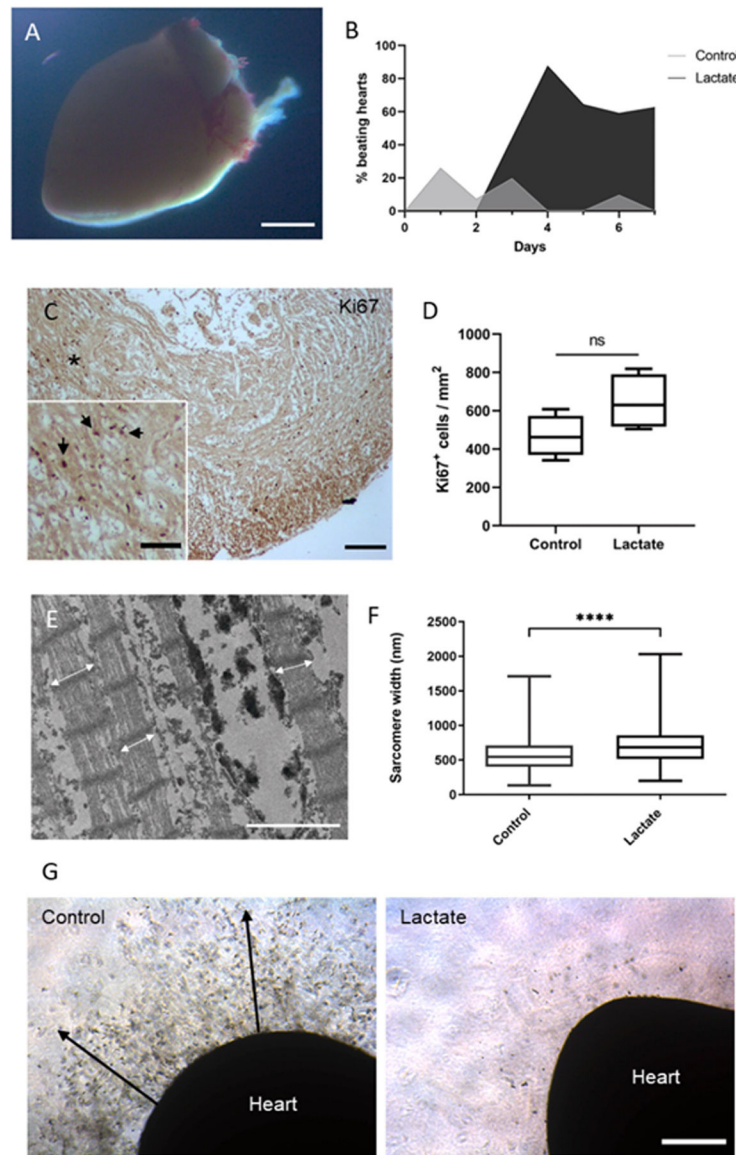 A
B
100
80
60
40
20
0
% beating hearts
0 2 4 6
Days
Control
Lactate
C
Ki67
*
D
1000
800
600
400
200
0
Ki67+ cells / mm2
ns
Control Lactate
E
F
2500
2000
1500
1000
500
0
Sarcomere width (nm)
****
Control
Lactate
G
Control
Heart
Lactate
Heart